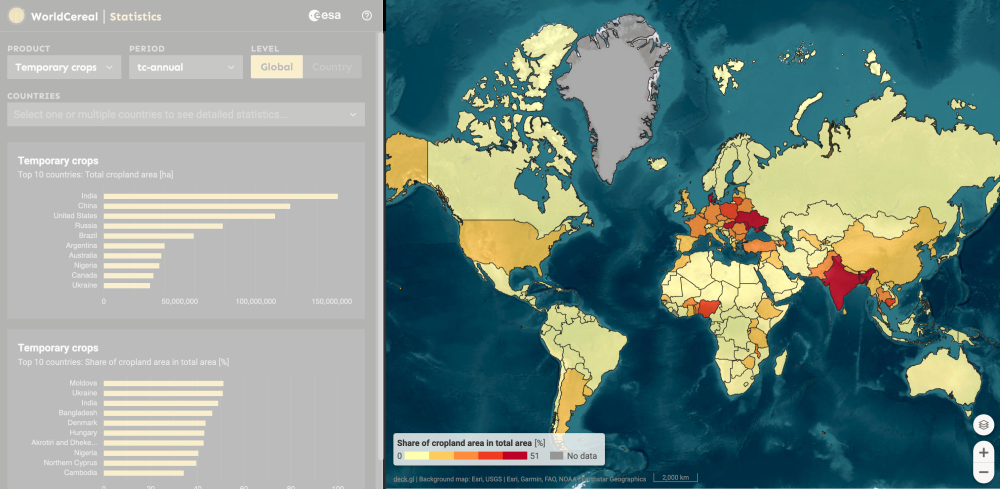 WorldCereal | Statistics
esa
PRODUCT PERIOD LEVEL
Temporary crops tc-annual Global Country
COUNTRIES
Select one or multiple countries to see detailed statistics...
Temporary crops
Top 10 countries: Total cropland area [ha]
India
China
United States
Russia
Brazil
Argentina
Australia
Nigeria
Canada
Ukraine
0 50,000,000 100,000,000 150,000,000
Temporary crops
Top 10 countries: Share of cropland area in total area [%]
Moldova
Ukraine
India
Bangladesh
Denmark
Hungary
Akrotiri and Dheke...
Nigeria
Northern Cyprus
Cambodia
0 20 40 60 80 100
Share of cropland area in total area [%]
0 51 No data
deck.gl | Background map: Esri, USGS | Esri, Garmin, FAO, NOAA Earthstar Geographics
2,000 km